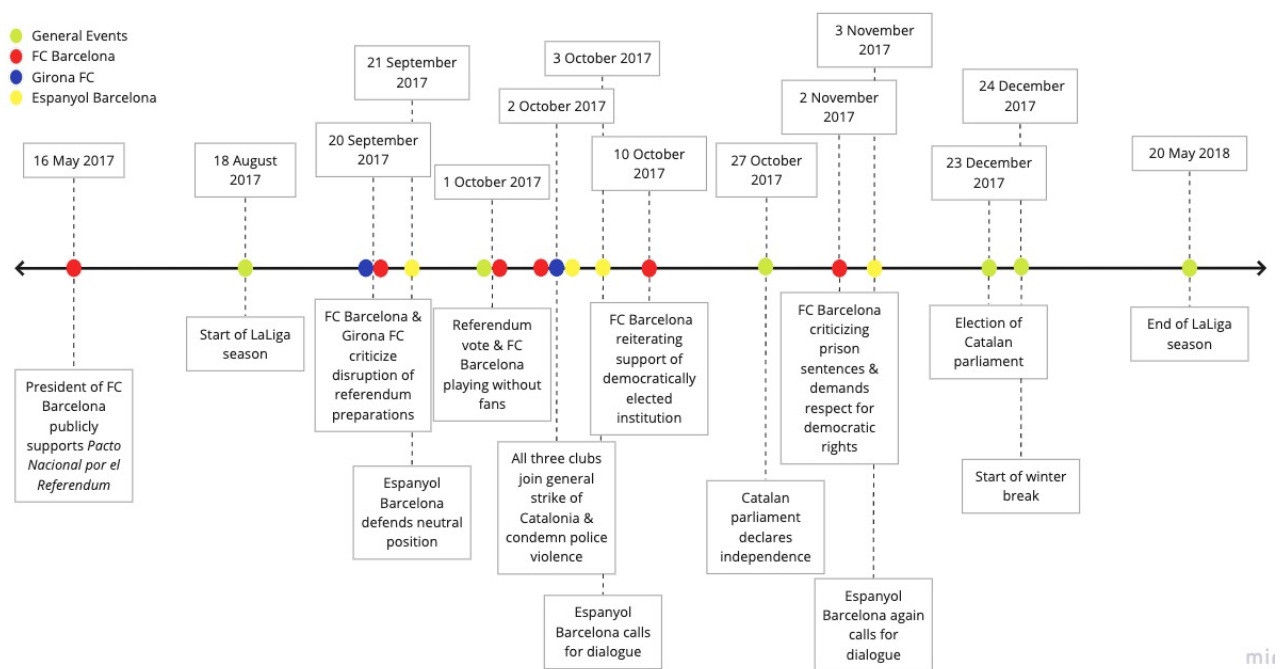 General Events
FC Barcelona
Girona FC
Espanyol Barcelona
16 May 2017
18 August
2017
20 September
2017
21 September
2017
1 October 2017
2 October 2017
3 October 2017
10 October
2017
27 October
2017
2 November
2017
3 November
2017
23 December
2017
24 December
2017
20 May 2018
President of FC
Barcelona
publicly
supports Pacto
Nacional por el
Referendum
Start of LaLiga
season
FC Barcelona &
Girona FC
criticize
disruption of
referendum
preparations
Espanyol
Barcelona
defends neutral
position
Referendum
vote & FC
Barcelona
playing without
fans
All three clubs
join general
strike of
Catalonia &
condemn police
violence
Espanyol
Barcelona calls
for dialogue
FC Barcelona
reiterating
support of
democratically
elected
institution
Catalan
parliament
declares
independence
FC Barcelona
criticizing
prison
sentences &
demands
respect for
democratic
rights
Espanyol
Barcelona again
calls for
dialogue
Election of
Catalan
parliament
Start of winter
break
End of LaLiga
season